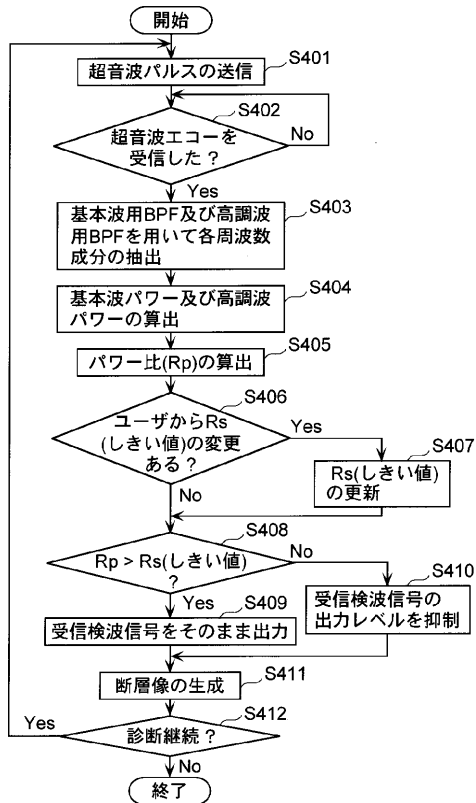 開始
超音波パルスの送信
S401
S402
超音波エコーを
受信した?
No
Yes
基本波用BPF及び高調波
用BPFを用いて各周波数
成分の抽出
S403
S404
基本波パワー及び高調波
パワーの算出
S405
パワー比(Rp)の算出
S406
ユーザからRs
(しきい値)の変更
ある?
Yes
S407
Rs(しきい値)
の更新
No
S408
Rp > Rs(しきい値)
?
No
S410
受信検波信号の
出力レベルを抑制
Yes
S409
受信検波信号をそのまま出力
S411
断層像の生成
S412
Yes
診断継続?
No
終了